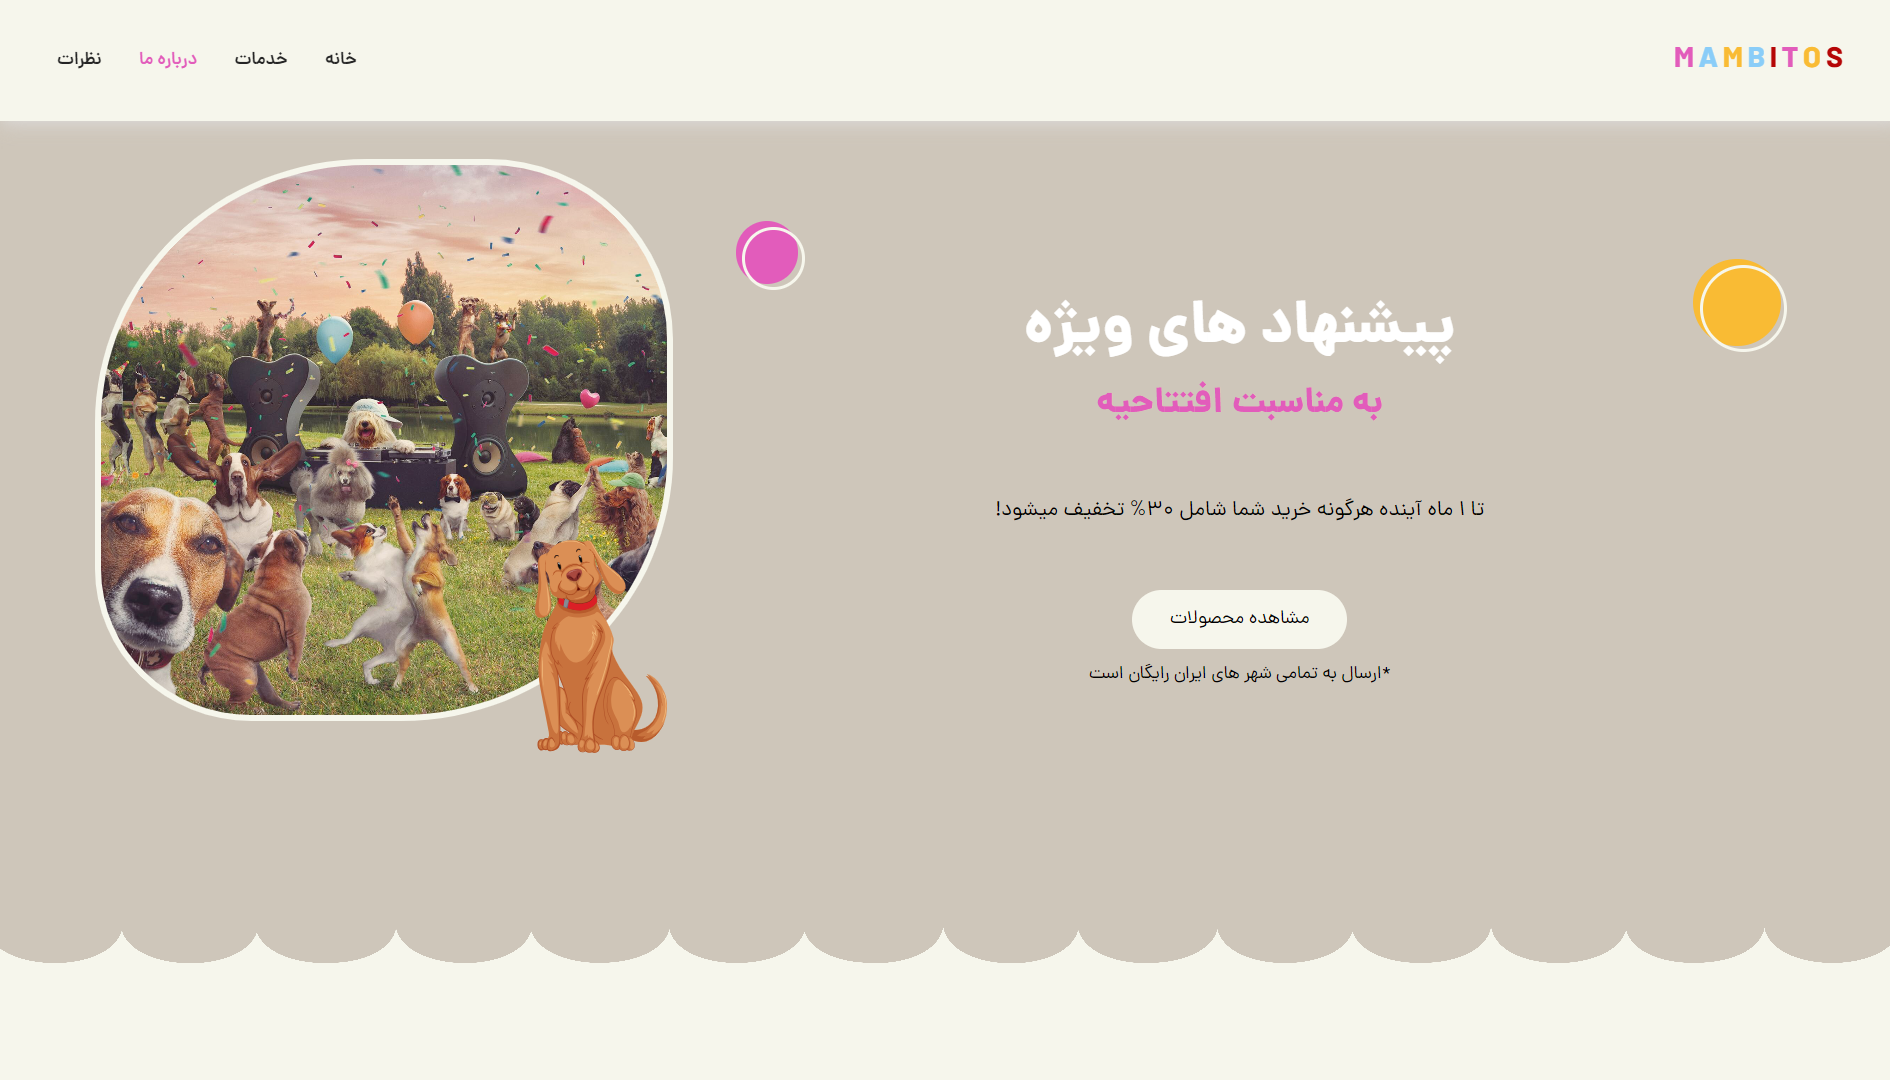 MAMBITOS
خانه
خدمات
درباره ما
نظرات
پیشنهاد های ویژه
به مناسبت افتتاحیه
تا ۱ ماه آینده هرگونه خرید شما شامل ۳۰% تخفیف میشود!
مشاهده محصولات
*ارسال به تمامی شهر های ایران رایگان است